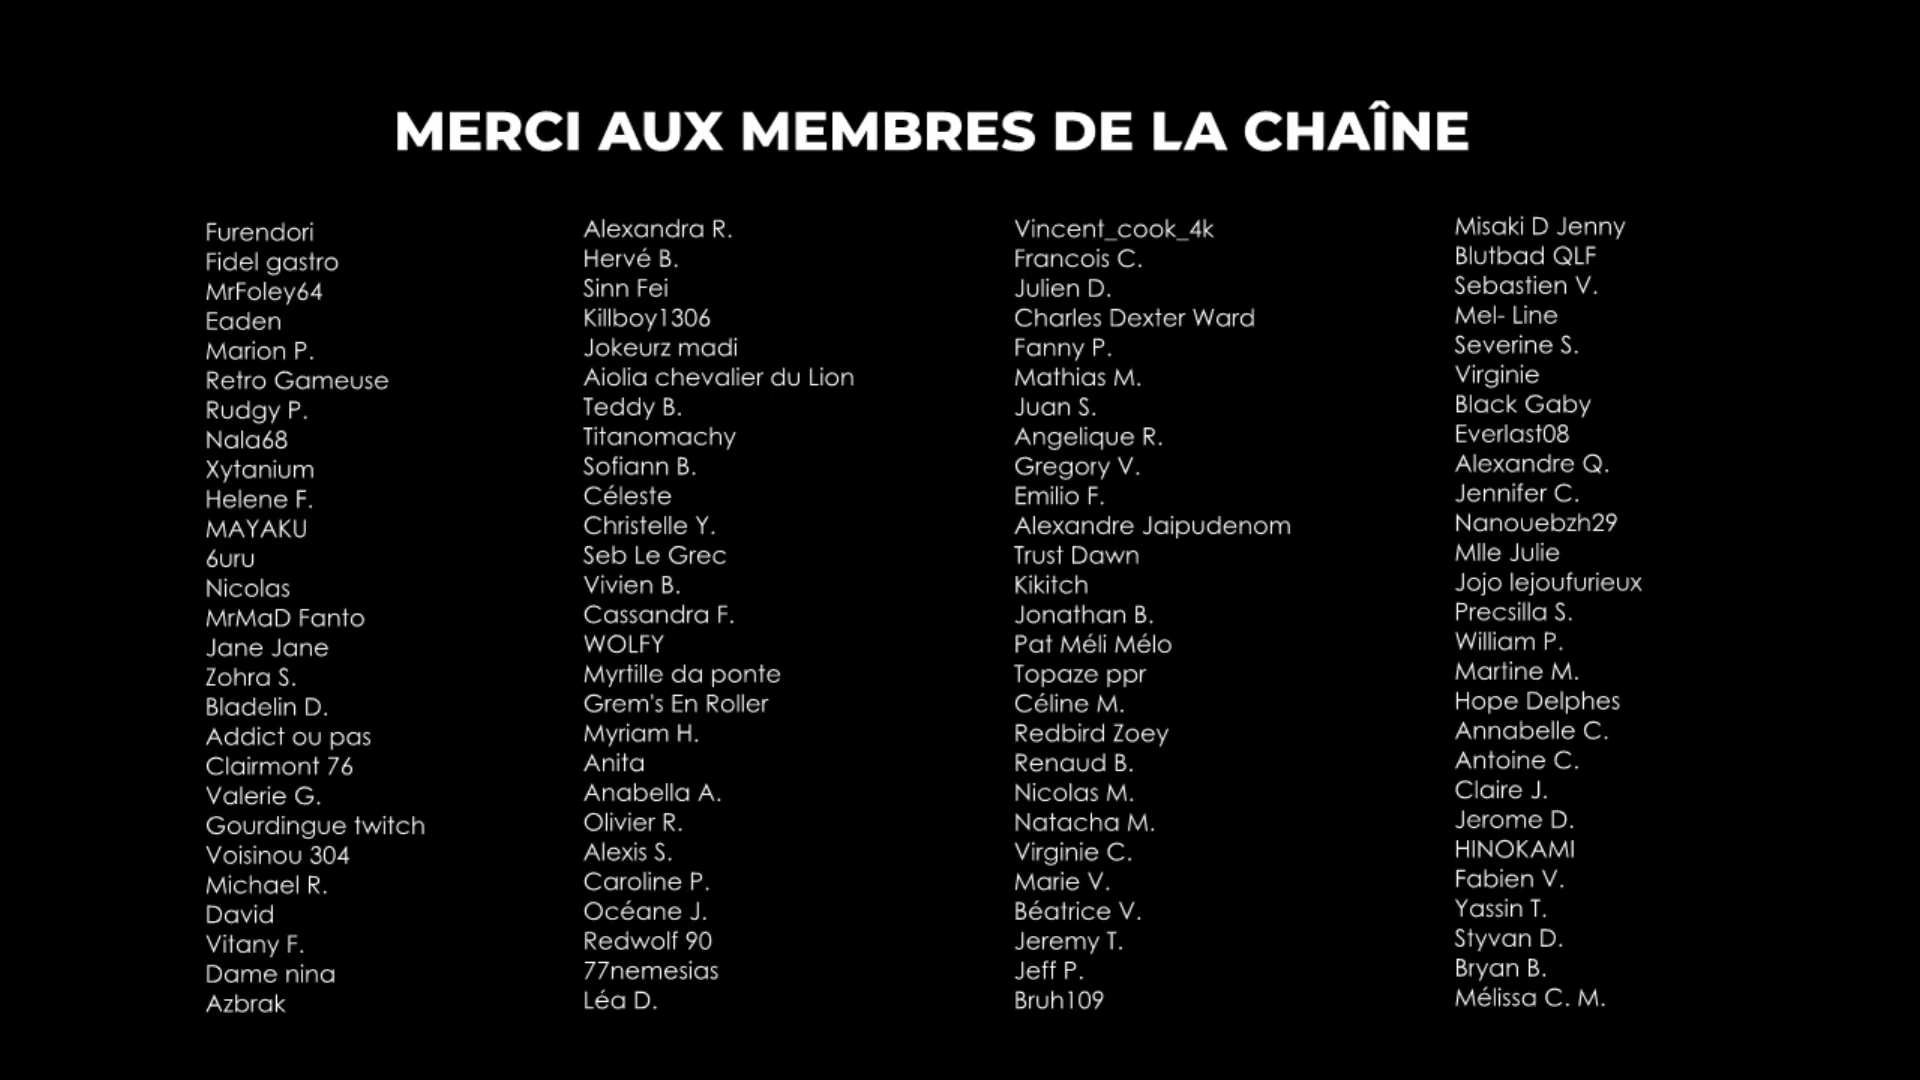 MERCI AUX MEMBRES DE LA CHAÎNE
Furendori
Fidel gastro
MrFoley64
Eaden
Marion P.
Retro Gameuse
Rudgy P.
Nala68
Xytanium
Helene F.
MAYAKU
6uru
Nicolas
MrMaD Fanto
Jane Jane
Zohra S.
Bladelin D.
Addict ou pas
Clairmont 76
Valerie G.
Gourdingue twitch
Voisinou 304
Michael R.
David
Vitany F.
Dame nina
Azbrak
Alexandra R.
Hervé B.
Sinn Fei
Killboy1306
Jokeurz madi
Aiolia chevalier du Lion
Teddy B.
Titanomachy
Sofiann B.
Céleste
Christelle Y.
Seb Le Grec
Vivien B.
Cassandra F.
WOLFY
Myrtille da ponte
Grem's En Roller
Myriam H.
Anita
Anabella A.
Olivier R.
Alexis S.
Caroline P.
Océane J.
Redwolf 90
77nemesias
Léa D.
Vincent_cook_4k
Francois C.
Julien D.
Charles Dexter Ward
Fanny P.
Mathias M.
Juan S.
Angelique R.
Gregory V.
Emilio F.
Alexandre Jaipudenom
Trust Dawn
Kikitch
Jonathan B.
Pat Méli Mélo
Topaze ppr
Céline M.
Redbird Zoey
Renaud B.
Nicolas M.
Natacha M.
Virginie C.
Marie V.
Béatrice V.
Jeremy T.
Jeff P.
Bruh109
Misaki D Jenny
Blutbad QLF
Sebastien V.
Mel- Line
Severine S.
Virginie
Black Gaby
Everlast08
Alexandre Q.
Jennifer C.
Nanouebzh29
Mlle Julie
Jojo lejoufurieux
Precsilla S.
William P.
Martine M.
Hope Delphes
Annabelle C.
Antoine C.
Claire J.
Jerome D.
HINOKAMI
Fabien V.
Yassin T.
Styvan D.
Bryan B.
Mélissa C. M.